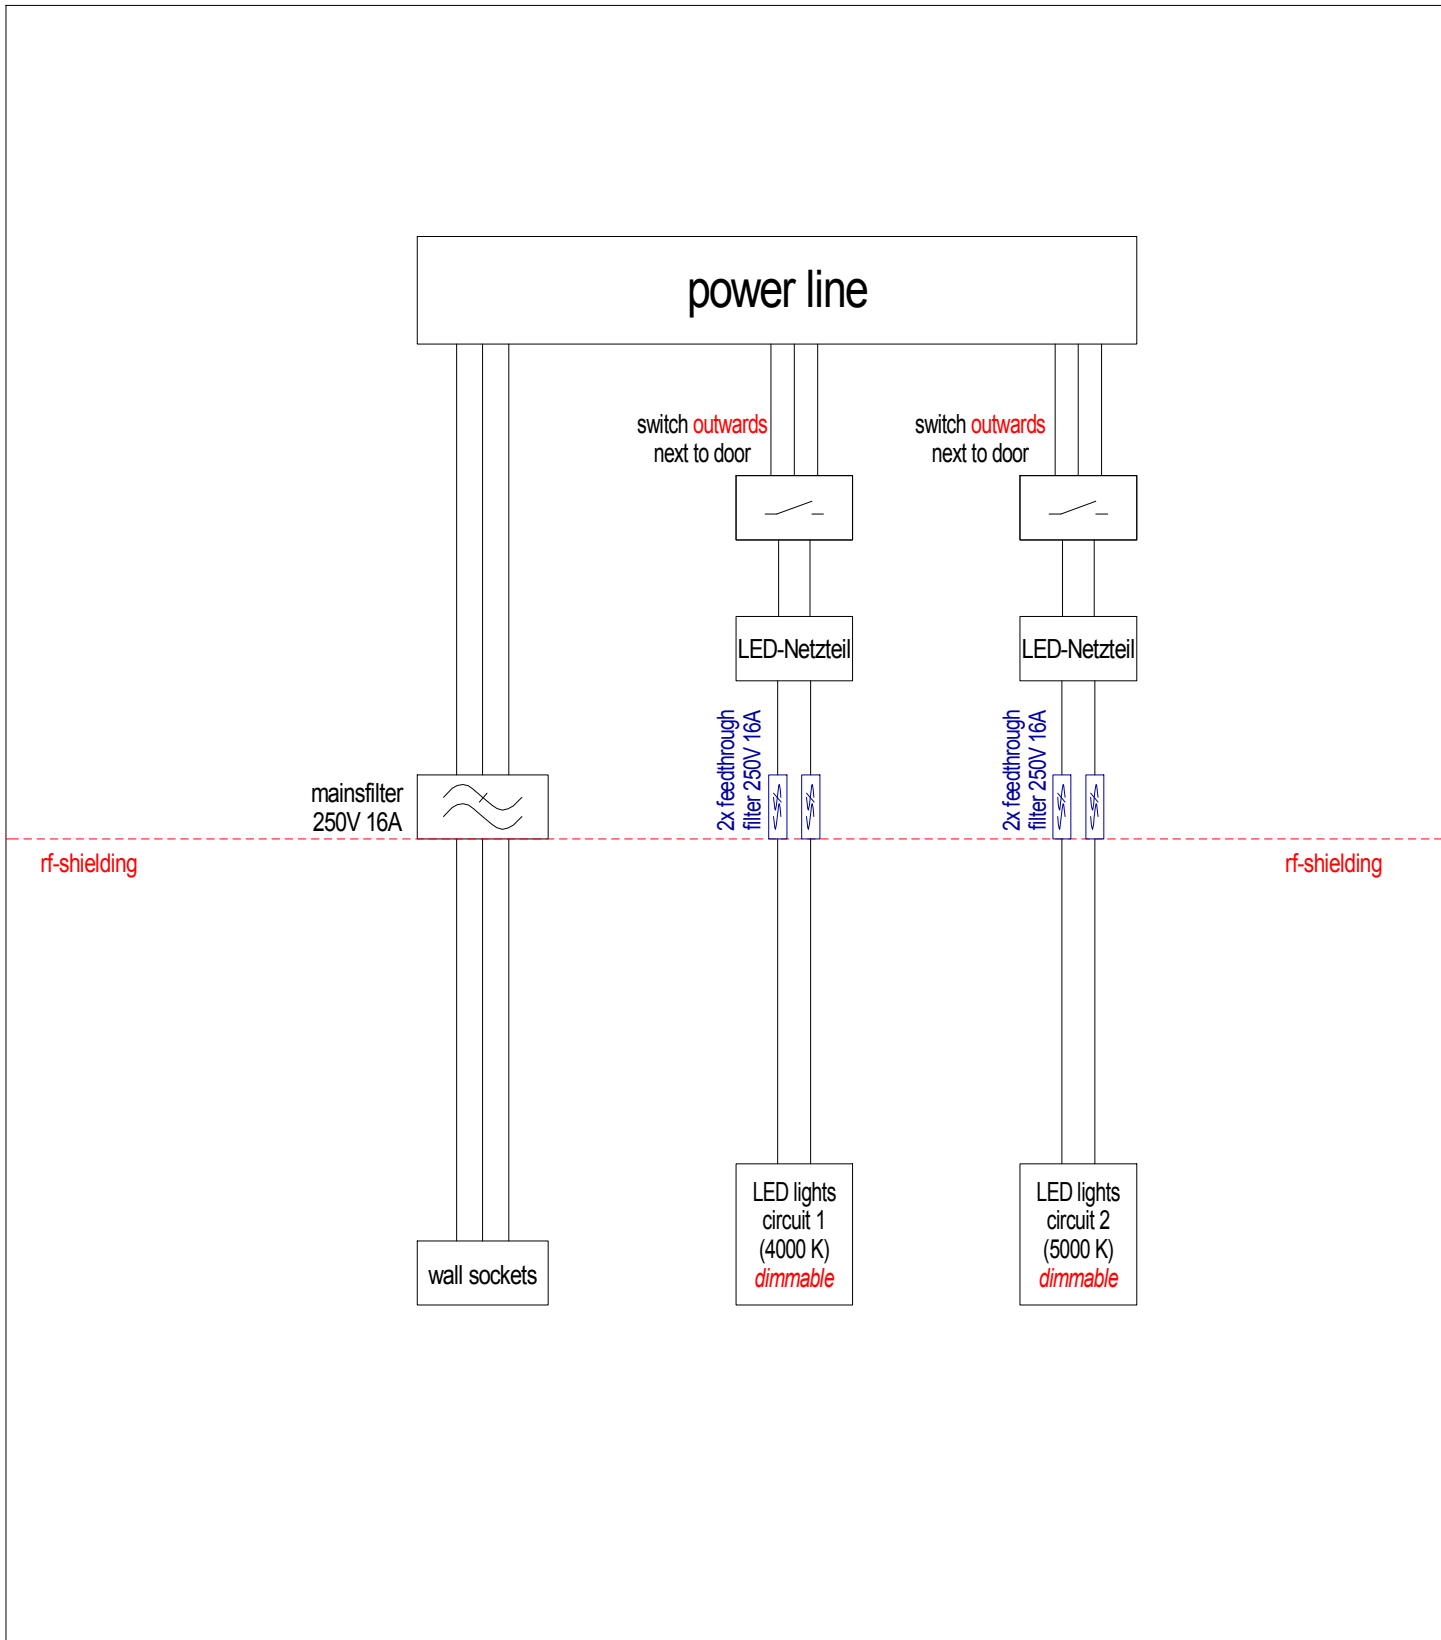 power line
switch outwards
next to door
switch outwards
next to door
LED-Netzteil
LED-Netzteil
2x feedthrough
filter 250V 16A
2x feedthrough
filter 250V 16A
mainsfilter
250V 16A
rf-shielding
rf-shielding
LED lights
circuit 1
(4000 K)
dimmable
LED lights
circuit 2
(5000 K)
dimmable
wall sockets